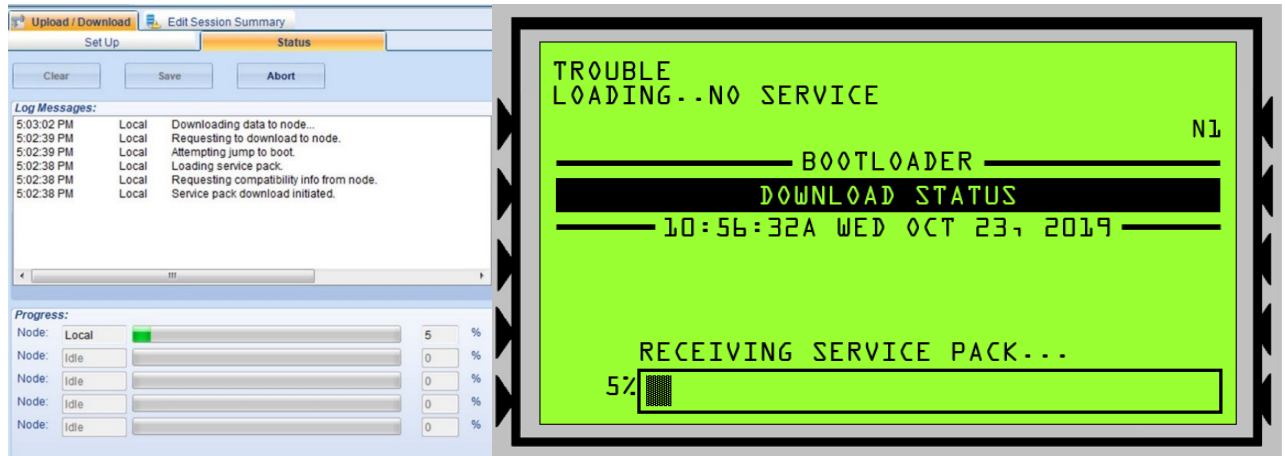 Upload / Download Edit Session Summary
Set Up Status
Clear Save Abort
Log Messages:
5:03:02 PM Local Downloading data to node...
5:02:39 PM Local Requesting to download to node.
5:02:39 PM Local Attempting jump to boot.
5:02:38 PM Local Loading service pack.
5:02:38 PM Local Requesting compatibility info from node.
5:02:38 PM Local Service pack download initiated.
Progress:
Node: Local 5 %
Node: Idle 0 %
Node: Idle 0 %
Node: Idle 0 %
Node: Idle 0 %
TROUBLE
LOADING..NO SERVICE
N1
BOOTLOADER
DOWNLOAD STATUS
10:56:32A WED OCT 23, 2019
RECEIVING SERVICE PACK...
5%